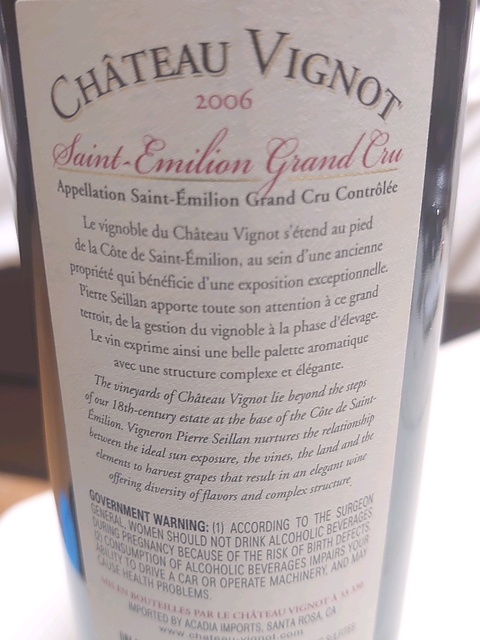 CHÂTEAU VIGNOT
2006
Saint-Emilion Grand Cru
Appellation Saint-Émilion Grand Cru Contrôlée
Le vignoble du Château Vignot s'étend au pied
de la Côte de Saint-Émilion, au sein d'une ancienne
propriété qui bénéficie d'une exposition exceptionnelle.
Pierre Seillan apporte toute son attention à ce grand
terroir, de la gestion du vignoble à la phase d'élevage.
Le vin exprime ainsi une belle palette aromatique
avec une structure complexe et élégante.
The vineyards of Château Vignot lie beyond the steps
of our 18th-century estate at the base of the Côte de Saint-
Émilion. Vigneron Pierre Seillan nurtures the relationship
between the ideal sun exposure, the vines, the land and the
elements to harvest grapes that result in an elegant wine
offering diversity of flavors and complex structure.
GOVERNMENT WARNING: (1) ACCORDING TO THE SURGEON
GENERAL, WOMEN SHOULD NOT DRINK ALCOHOLIC BEVERAGES
DURING PREGNANCY BECAUSE OF THE RISK OF BIRTH DEFECTS.
(2) CONSUMPTION OF ALCOHOLIC BEVERAGES IMPAIRS YOUR
ABILITY TO DRIVE A CAR OR OPERATE MACHINERY, AND MAY
CAUSE HEALTH PROBLEMS.
MIS EN BOUTEILLES PAR LE CHÂTEAU VIGNOT À
IMPORTED BY ACADIA IMPORTS, SANTA ROSA, CA
www.chateau-vignot.com